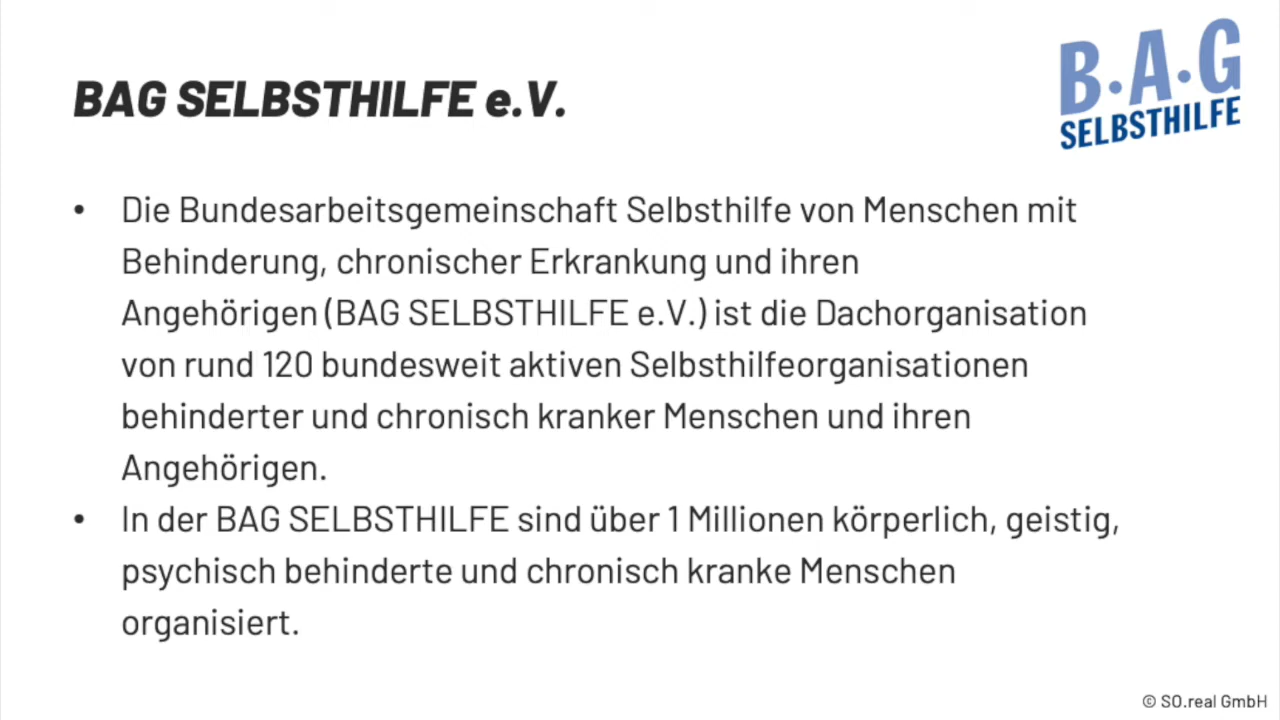 BAG SELBSTHILFE e.V.
B·A·G
SELBSTHILFE
• Die Bundesarbeitsgemeinschaft Selbsthilfe von Menschen mit
Behinderung, chronischer Erkrankung und ihren
Angehörigen (BAG SELBSTHILFE e.V.) ist die Dachorganisation
von rund 120 bundesweit aktiven Selbsthilfeorganisationen
behinderter und chronisch kranker Menschen und ihren
Angehörigen.
• In der BAG SELBSTHILFE sind über 1 Millionen körperlich, geistig,
psychisch behinderte und chronisch kranke Menschen
organisiert.
© SO.real GmbH